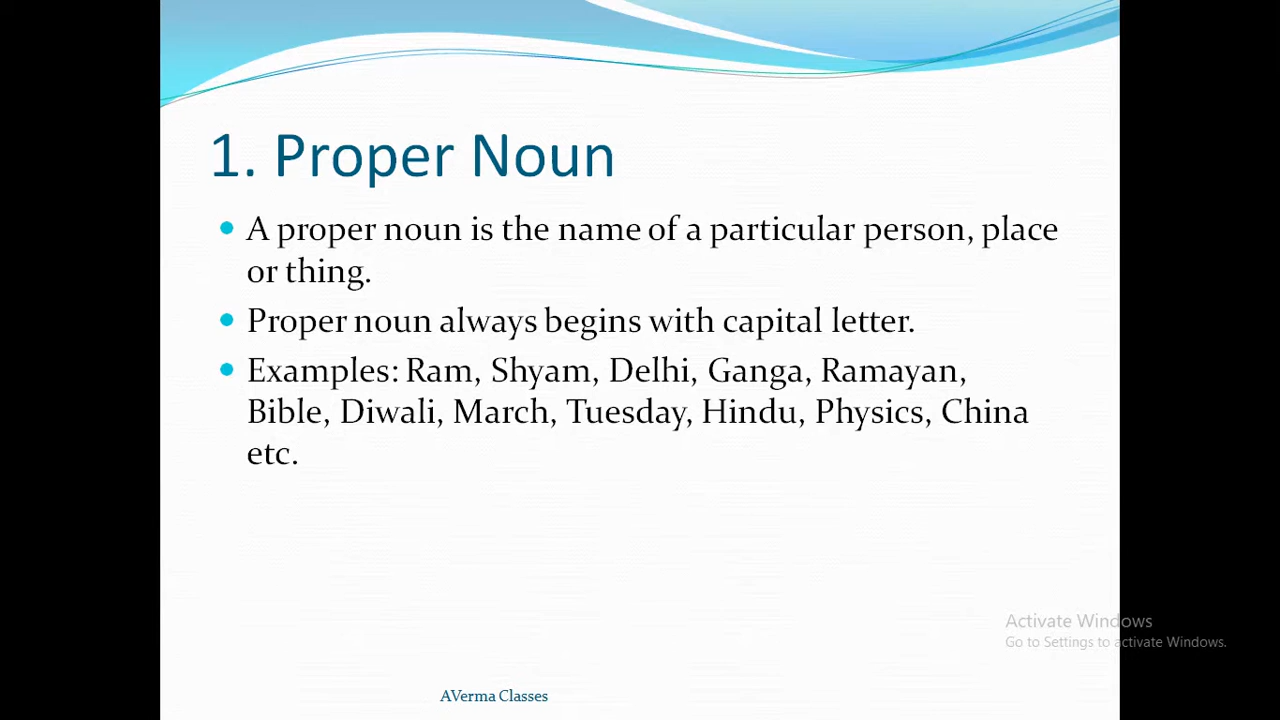 1. Proper Noun
A proper noun is the name of a particular person, place
or thing.
Proper noun always begins with capital letter.
Examples: Ram, Shyam, Delhi, Ganga, Ramayan,
Bible, Diwali, March, Tuesday, Hindu, Physics, China
etc.
Activate Windows
Go to Settings to activate Windows.
AVerma Classes